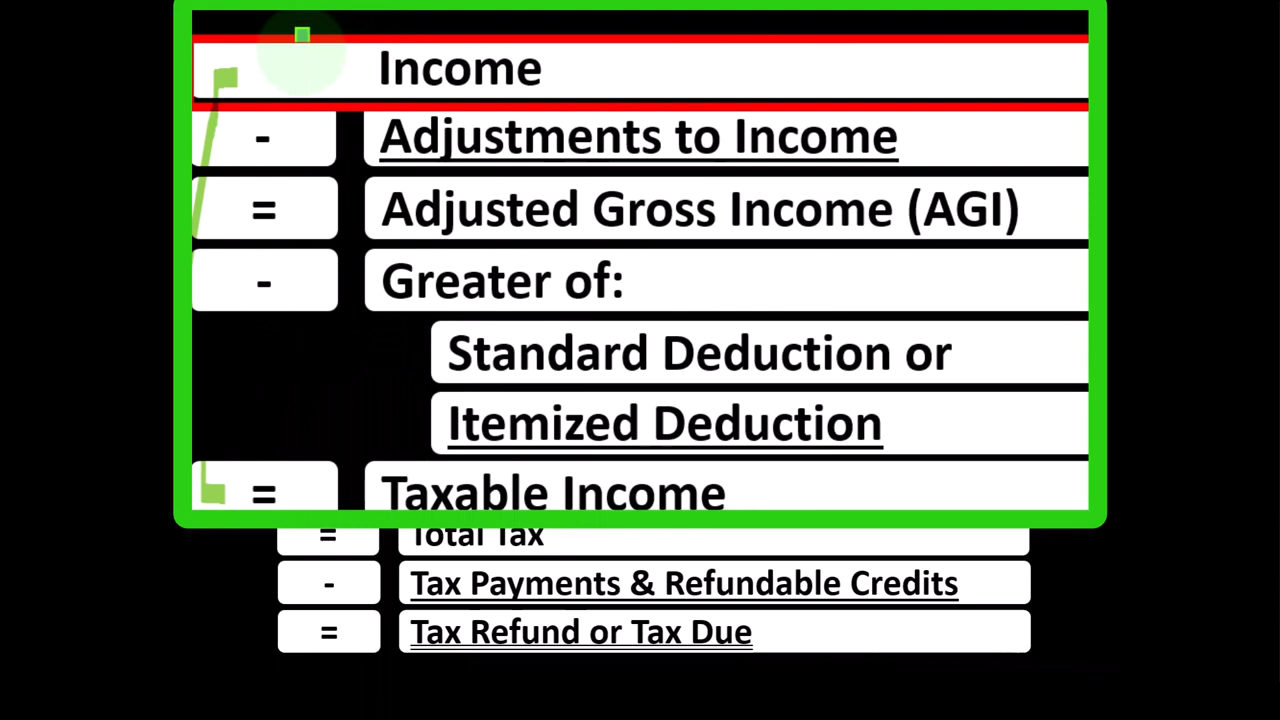 Income
- Adjustments to Income
= Adjusted Gross Income (AGI)
- Greater of:
Standard Deduction or
Itemized Deduction
= Taxable Income
= Total Tax
- Tax Payments & Refundable Credits
= Tax Refund or Tax Due